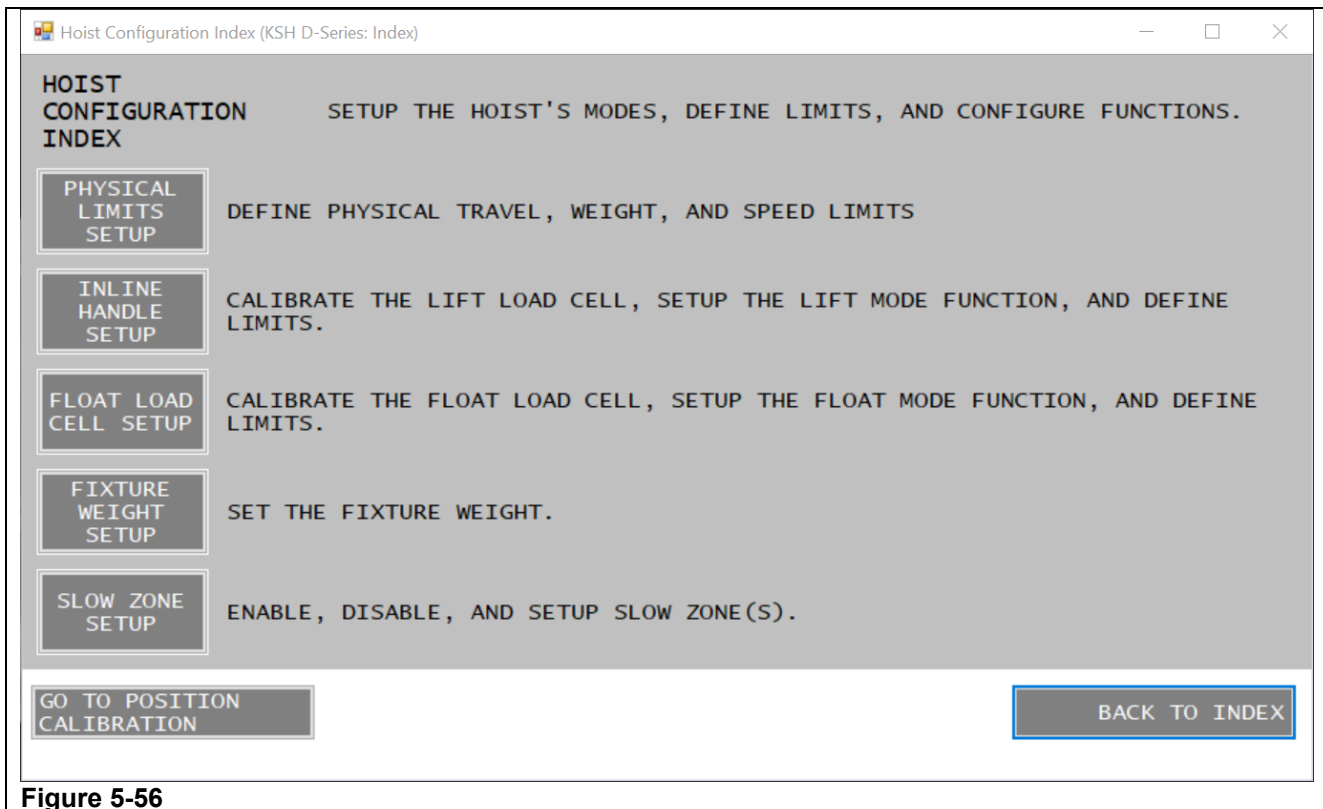 Hoist Configuration Index (KSH D-Series: Index)
HOIST
CONFIGURATION
INDEX
SETUP THE HOIST'S MODES, DEFINE LIMITS, AND CONFIGURE FUNCTIONS.
PHYSICAL
LIMITS
SETUP
DEFINE PHYSICAL TRAVEL, WEIGHT, AND SPEED LIMITS
INLINE
HANDLE
SETUP
CALIBRATE THE LIFT LOAD CELL, SETUP THE LIFT MODE FUNCTION, AND DEFINE
LIMITS.
FLOAT LOAD
CELL SETUP
CALIBRATE THE FLOAT LOAD CELL, SETUP THE FLOAT MODE FUNCTION, AND DEFINE
LIMITS.
FIXTURE
WEIGHT
SETUP
SET THE FIXTURE WEIGHT.
SLOW ZONE
SETUP
ENABLE, DISABLE, AND SETUP SLOW ZONE(S).
GO TO POSITION
CALIBRATION
BACK TO INDEX
Figure 5-56